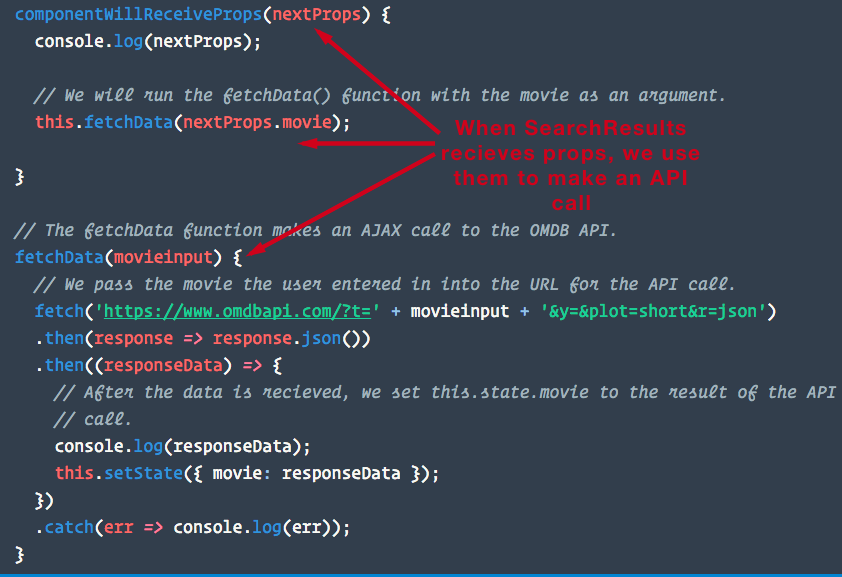 componentWillReceiveProps(nextProps) {
console.log(nextProps);
// We will run the fetchData() function with the movie as an argument.
this.fetchData(nextProps.movie);
}
When SearchResults
recieves props, we use
them to make an API
call
// The fetchData function makes an AJAX call to the OMDB API.
fetchData(movieinput) {
// We pass the movie the user entered in into the URL for the API call.
fetch('https://www.omdbapi.com/?t=' + movieinput + '&y=&plot=short&r=json')
.then(response => response.json())
.then((responseData) => {
// After the data is recieved, we set this.state.movie to the result of the API
// call.
console.log(responseData);
this.setState({ movie: responseData });
})
.catch(err => console.log(err));
}